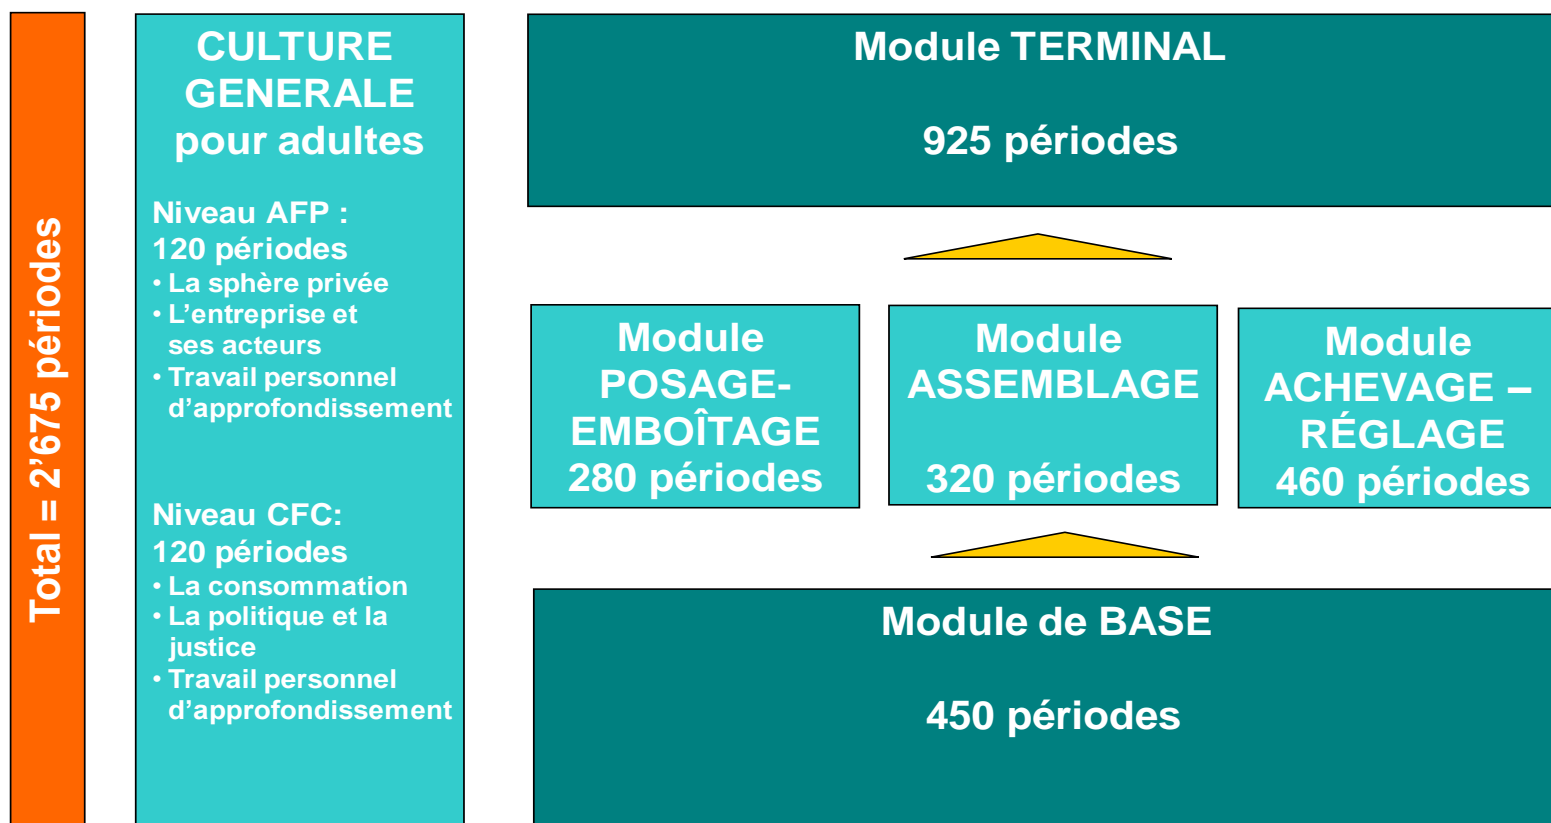 Total = 2’675 périodes
CULTURE
GENERALE
pour adultes
Niveau AFP :
120 périodes
• La sphère privée
• L’entreprise et
ses acteurs
• Travail personnel
d’approfondissement
Niveau CFC:
120 périodes
• La consommation
• La politique et la
justice
• Travail personnel
d’approfondissement
Module TERMINAL
925 périodes
Module
POSAGE-
EMBOÎTAGE
280 périodes
Module
ASSEMBLAGE
320 périodes
Module
ACHEVAGE –
RÉGLAGE
460 périodes
Module de BASE
450 périodes